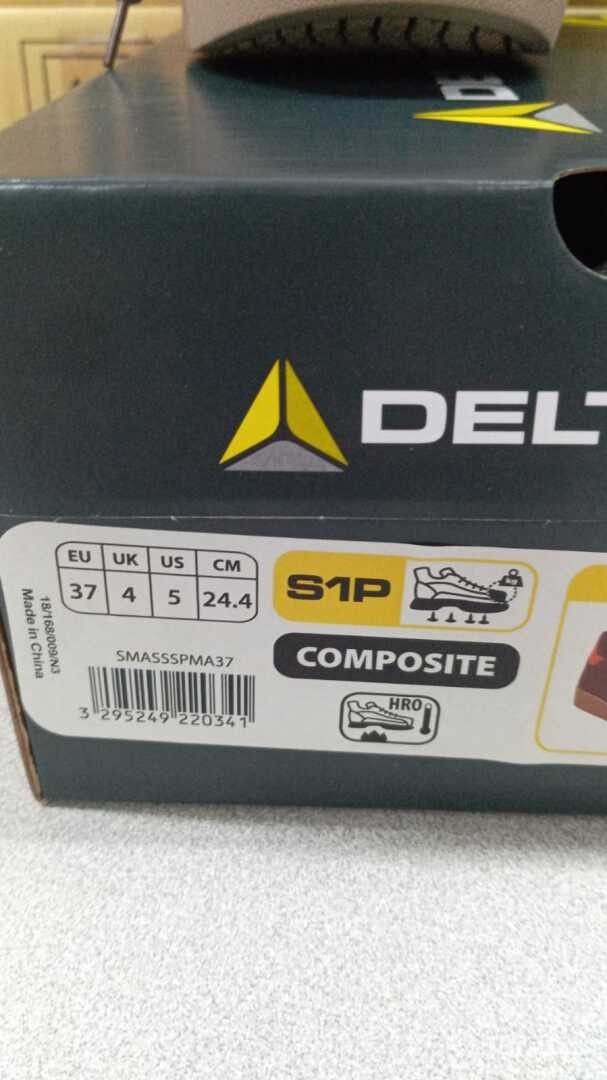 DELT
EU UK US CM
37 4 5 24.4
S1P
COMPOSITE
HRO
SMASSSPMA37
3 295249 220341
18/168/009/N3
Made in China